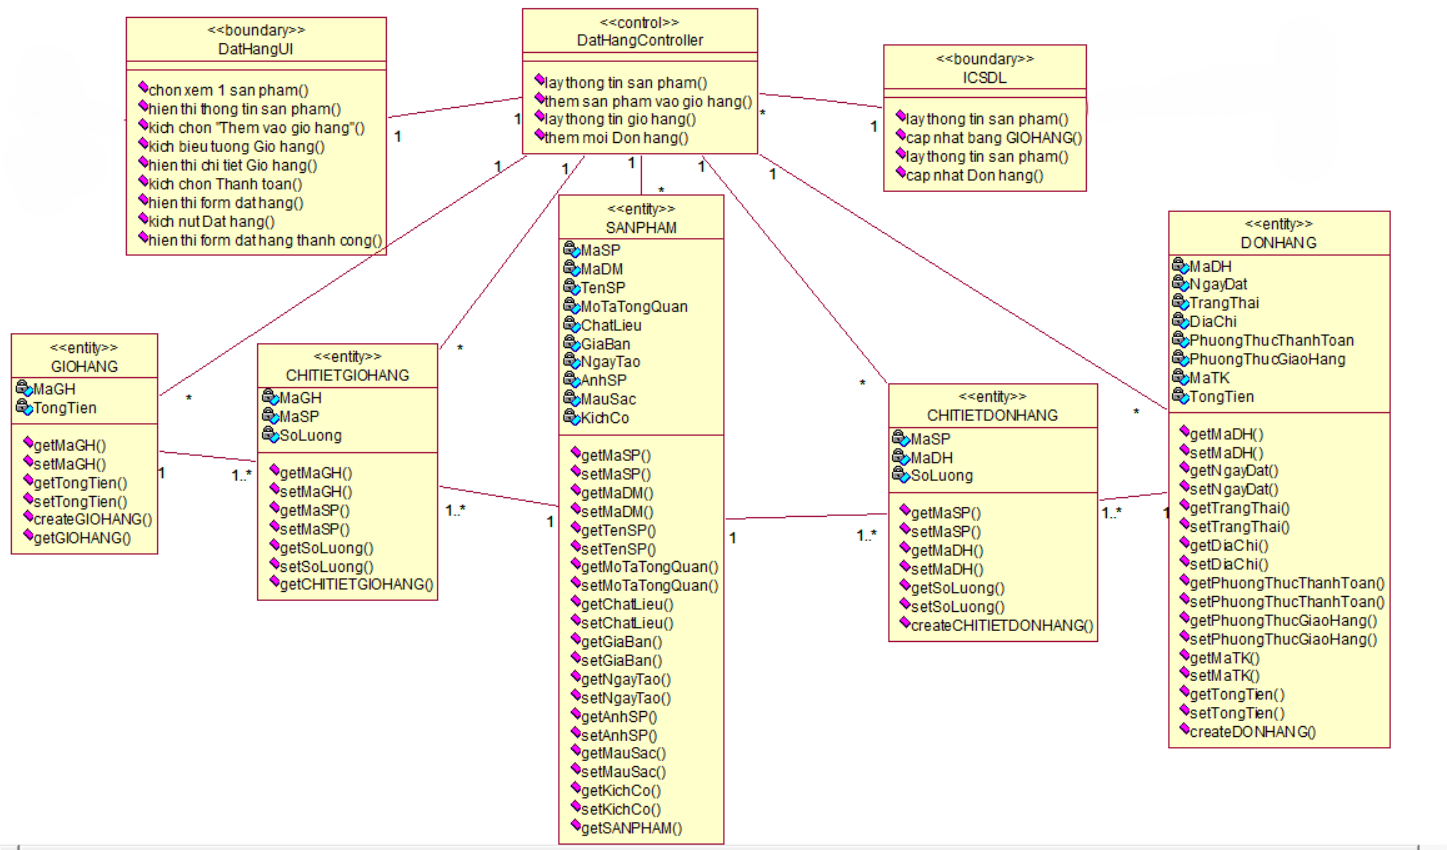 <<boundary>>
DatHangUI
chon xem 1 san pham()
hien thi thong tin san pham()
kich chon "Them vao gio hang"()
kich bieu tuong Gio hang()
hien thi chi tiet Gio hang()
kich chon Thanh toan()
hien thi form dat hang()
kich nut Dat hang()
hien thi form dat hang thanh cong()
<<control>>
DatHangController
lay thong tin san pham()
them san pham vao gio hang()
lay thong tin gio hang()
them moi Don hang()
<<boundary>>
ICSDL
lay thong tin san pham()
cap nhat bang GIOHANG()
lay thong tin san pham()
cap nhat Don hang()
1
1
*
1
1
1
1
1
1
*
*
*
*
*
<<entity>>
GIOHANG
MaGH
TongTien
getMaGH()
setMaGH()
getTongTien()
setTongTien()
createGIOHANG()
getGIOHANG()
1
1..*
<<entity>>
CHITIETGIOHANG
MaGH
MaSP
SoLuong
getMaGH()
setMaGH()
getMaSP()
setMaSP()
getSoLuong()
setSoLuong()
getCHITIETGIOHANG()
1..*
1
<<entity>>
SANPHAM
MaSP
MaDM
TenSP
MoTaTongQuan
ChatLieu
GiaBan
NgayTao
AnhSP
MauSac
KichCo
getMaSP()
setMaSP()
getMaDM()
setMaDM()
getTenSP()
setTenSP()
getMoTaTongQuan()
setMoTaTongQuan()
getChatLieu()
setChatLieu()
getGiaBan()
setGiaBan()
getNgayTao()
setNgayTao()
getAnhSP()
setAnhSP()
getMauSac()
setMauSac()
getKichCo()
setKichCo()
getSANPHAM()
1
1..*
<<entity>>
CHITIETDONHANG
MaSP
MaDH
SoLuong
getMaSP()
setMaSP()
getMaDH()
setMaDH()
getSoLuong()
setSoLuong()
createCHITIETDONHANG()
1..*
1
<<entity>>
DONHANG
MaDH
NgayDat
TrangThai
DiaChi
PhuongThucThanhToan
PhuongThucGiaoHang
MaTK
TongTien
getMaDH()
setMaDH()
getNgayDat()
setNgayDat()
getTrangThai()
setTrangThai()
getDiaChi()
setDiaChi()
getPhuongThucThanhToan()
setPhuongThucThanhToan()
getPhuongThucGiaoHang()
setPhuongThucGiaoHang()
getMaTK()
setMaTK()
getTongTien()
setTongTien()
createDONHANG()